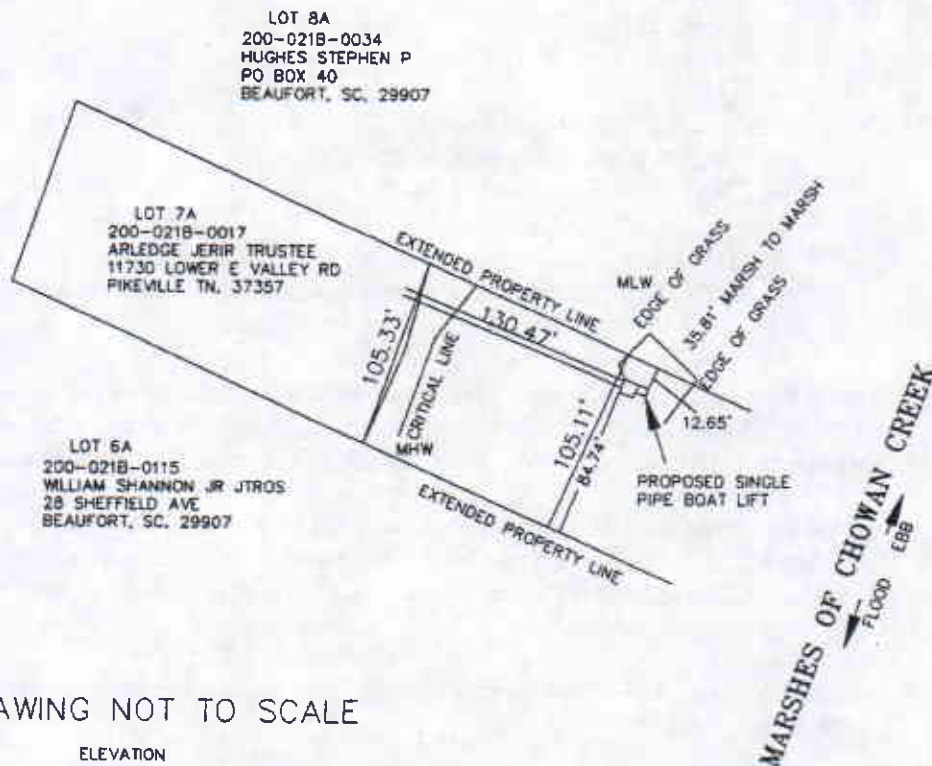 LOT 8A
200-021B-0034
HUGHES STEPHEN P
PO BOX 40
BEAUFORT, SC, 29907
LOT 7A
200-021B-0017
ARLEDGE JERIR TRUSTEE
11730 LOWER E VALLEY RD
PIKEVILLE TN. 37357
EXTENDED PROPERTY LINE
130.47'
105.33'
CRITICAL LINE
MHW
MLW
EDGE OF GRASS
35.81' MARSH TO MARSH
EDGE OF GRASS
12.65'
105.11'
84.74'
PROPOSED SINGLE
PIPE BOAT LIFT
LOT 6A
200-021B-0115
WILLIAM SHANNON JR JTROS
28 SHEFFIELD AVE
BEAUFORT, SC, 29907
EXTENDED PROPERTY LINE
MARSHES OF CHOWAN CREEK
FLOOD
EBB
AWING NOT TO SCALE
ELEVATION